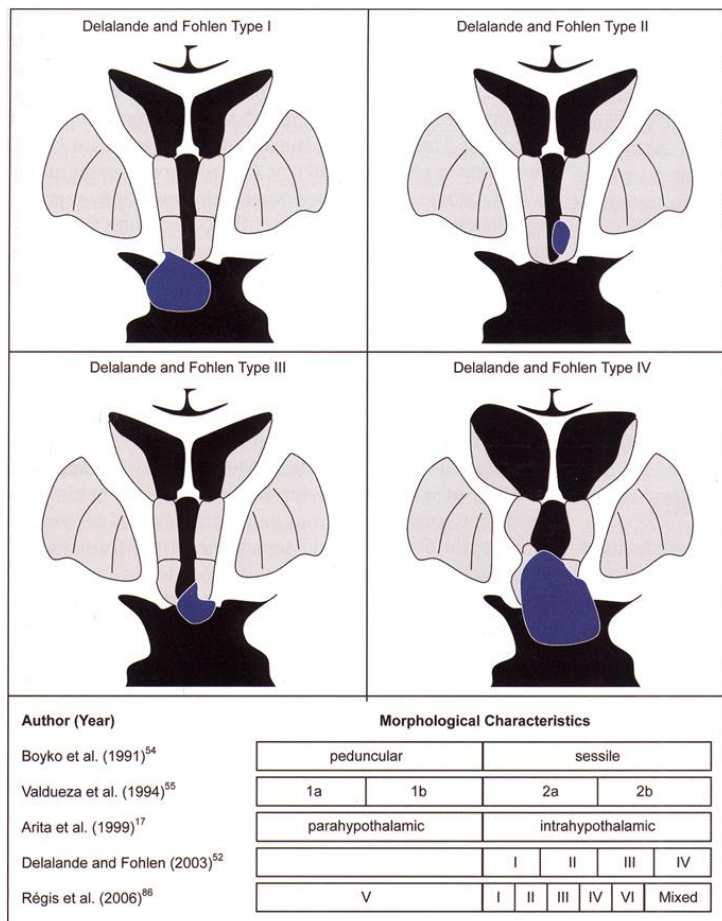 Delalande and Fohlen Type I
Delalande and Fohlen Type II
Delalande and Fohlen Type III
Delalande and Fohlen Type IV
Author (Year) Morphological Characteristics
Boyko et al. (1991)54 peduncular sessile
Valdueza et al. (1994)55 1a 1b 2a 2b
Arita et al. (1999)17 parahypothalamic intrahypothalamic
Delalande and Fohlen (2003)52 I II III IV
Régis et al. (2006)86 V I II III IV VI Mixed